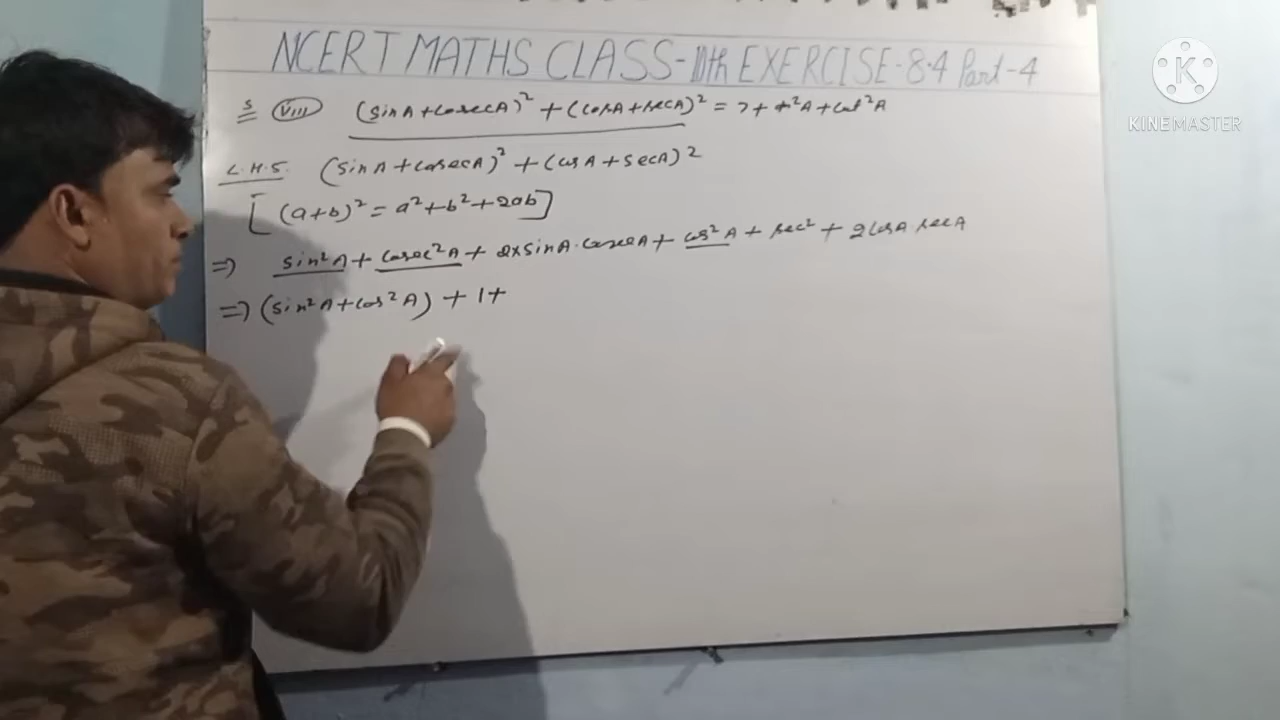 NCERT MATHS CLASS-10th EXERCISE-8.4 Part-4
K
KINEMASTER
5 (VIII) (sinA+cosecA)² + (cosA+secA)² = 7+ t²A+cot²A
L.H.S. (sinA+cosecA)² + (cosA+secA)²
[(a+b)² = a²+b²+2ab]
⇒ sin²A + cosec²A + 2×sinA.cosecA + cos²A + sec² + 2cosA.secA
⇒ (sin²A+cos²A) + 1+